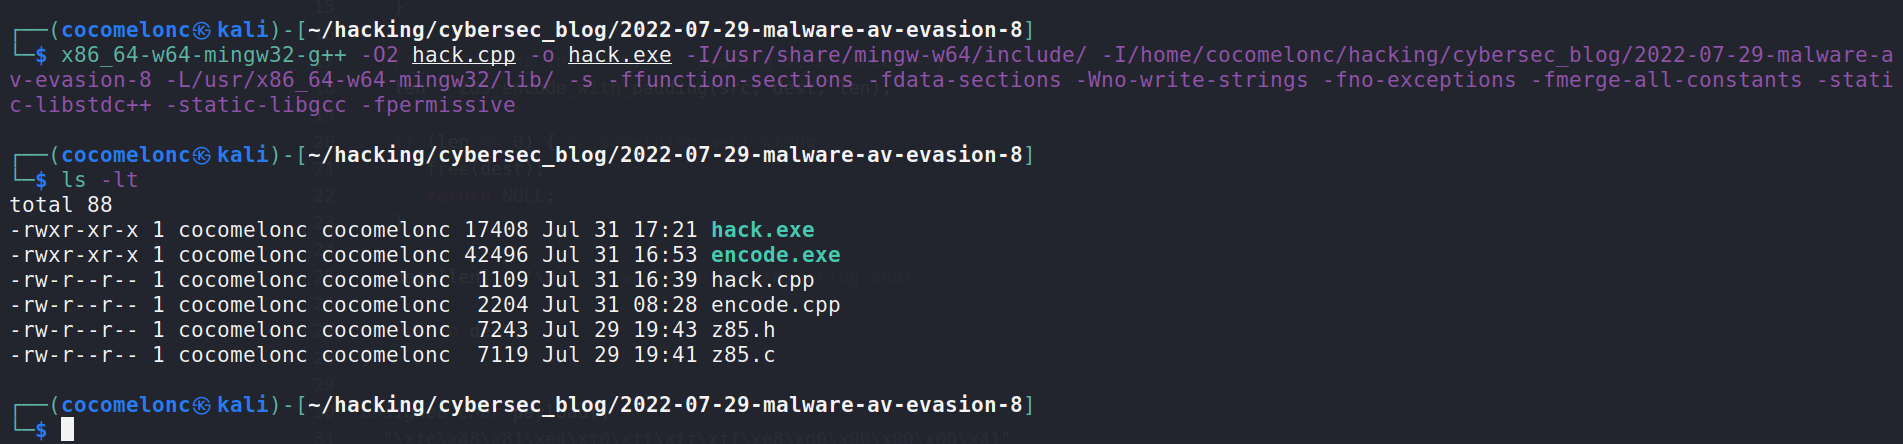 ┌──(cocomelonc㉿kali)-[~/hacking/cybersec_blog/2022-07-29-malware-av-evasion-8]
└─$ x86_64-w64-mingw32-g++ -O2 hack.cpp -o hack.exe -I/usr/share/mingw-w64/include/ -I/home/cocomelonc/hacking/cybersec_blog/2022-07-29-malware-a
v-evasion-8 -L/usr/x86_64-w64-mingw32/lib/ -s -ffunction-sections -fdata-sections -Wno-write-strings -fno-exceptions -fmerge-all-constants -stati
c-libstdc++ -static-libgcc -fpermissive
┌──(cocomelonc㉿kali)-[~/hacking/cybersec_blog/2022-07-29-malware-av-evasion-8]
└─$ ls -lt
total 88
-rwxr-xr-x 1 cocomelonc cocomelonc 17408 Jul 31 17:21 hack.exe
-rwxr-xr-x 1 cocomelonc cocomelonc 42496 Jul 31 16:53 encode.exe
-rw-r--r-- 1 cocomelonc cocomelonc  1109 Jul 31 16:39 hack.cpp
-rw-r--r-- 1 cocomelonc cocomelonc  2204 Jul 31 08:28 encode.cpp
-rw-r--r-- 1 cocomelonc cocomelonc  7243 Jul 29 19:43 z85.h
-rw-r--r-- 1 cocomelonc cocomelonc  7119 Jul 29 19:41 z85.c
┌──(cocomelonc㉿kali)-[~/hacking/cybersec_blog/2022-07-29-malware-av-evasion-8]
└─$